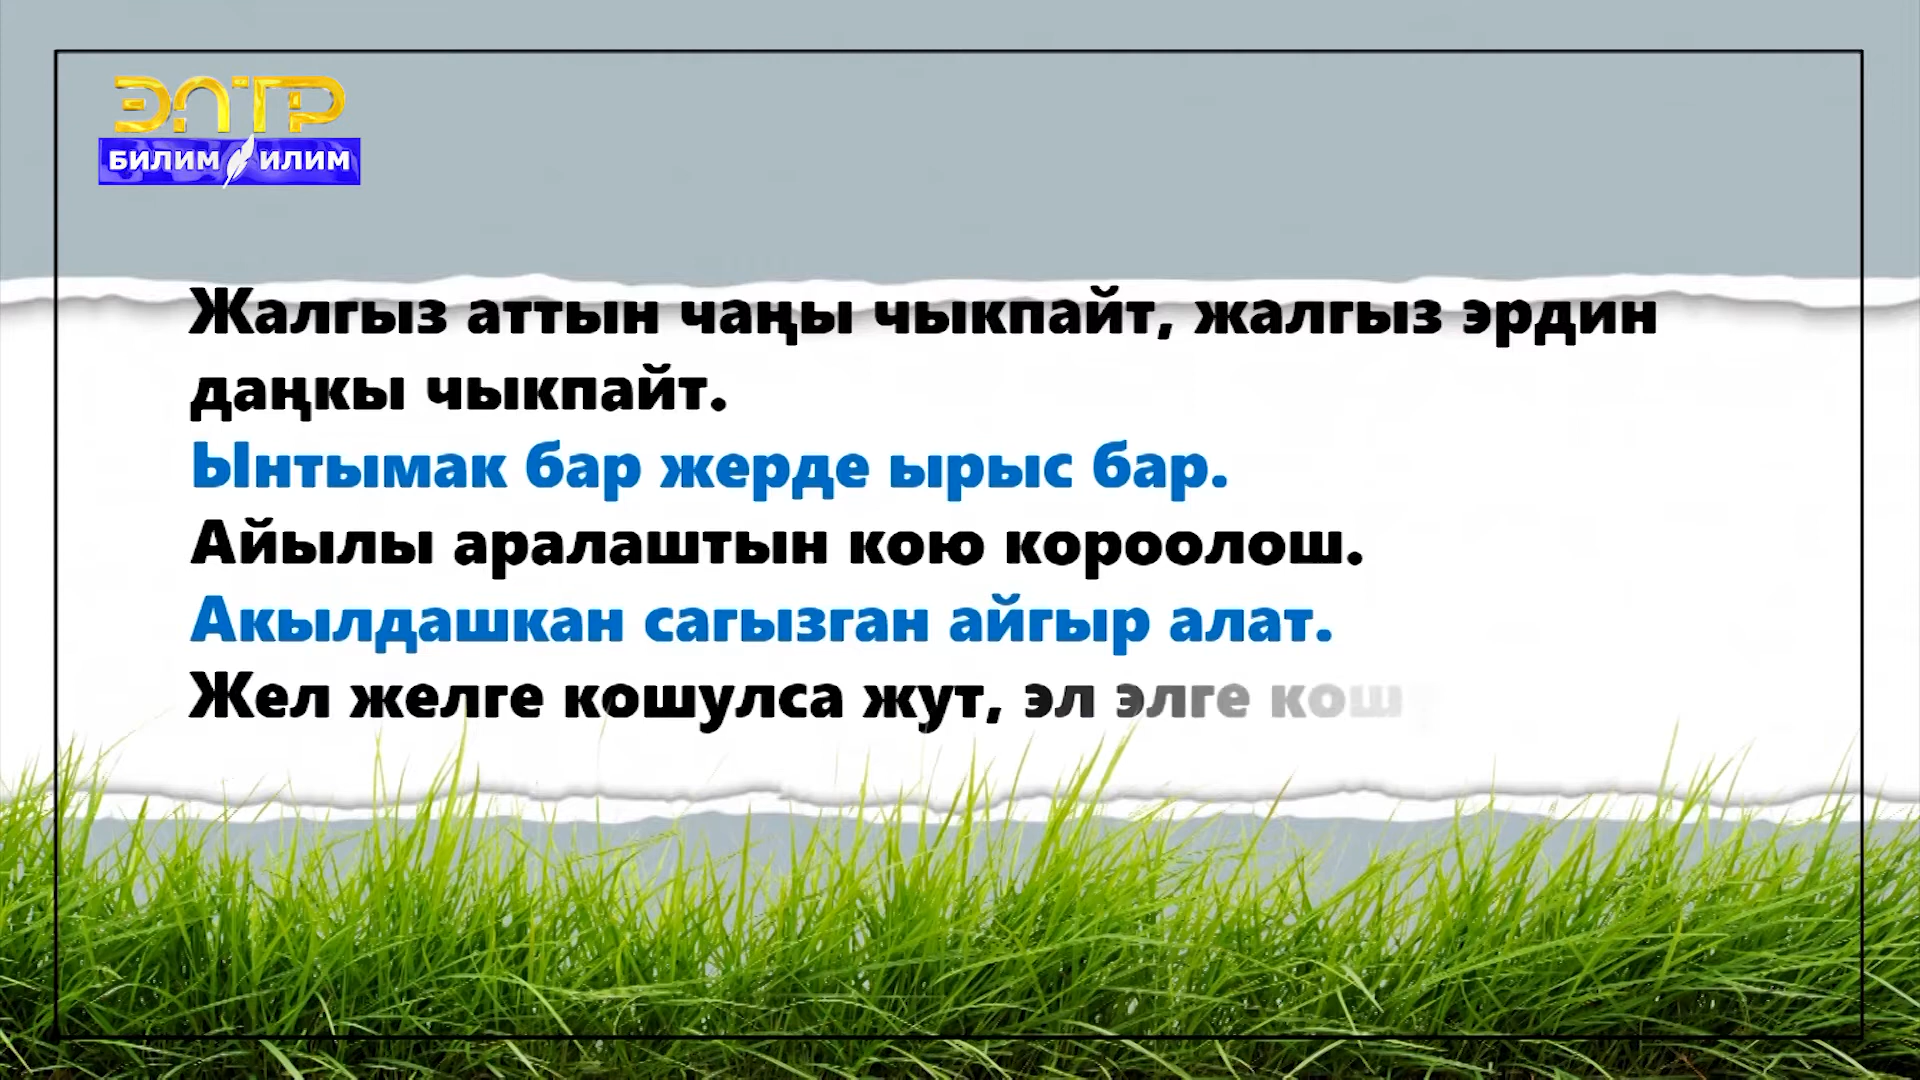 ЭЛТР
БИЛИМ ИЛИМ
Жалгыз аттын чаңы чыкпайт, жалгыз эрдин
даңкы чыкпайт.
Ынтымак бар жерде ырыс бар.
Айылы аралаштын кою короолош.
Акылдашкан сагызган айгыр алат.
Жел желге кошулса жут, эл элге